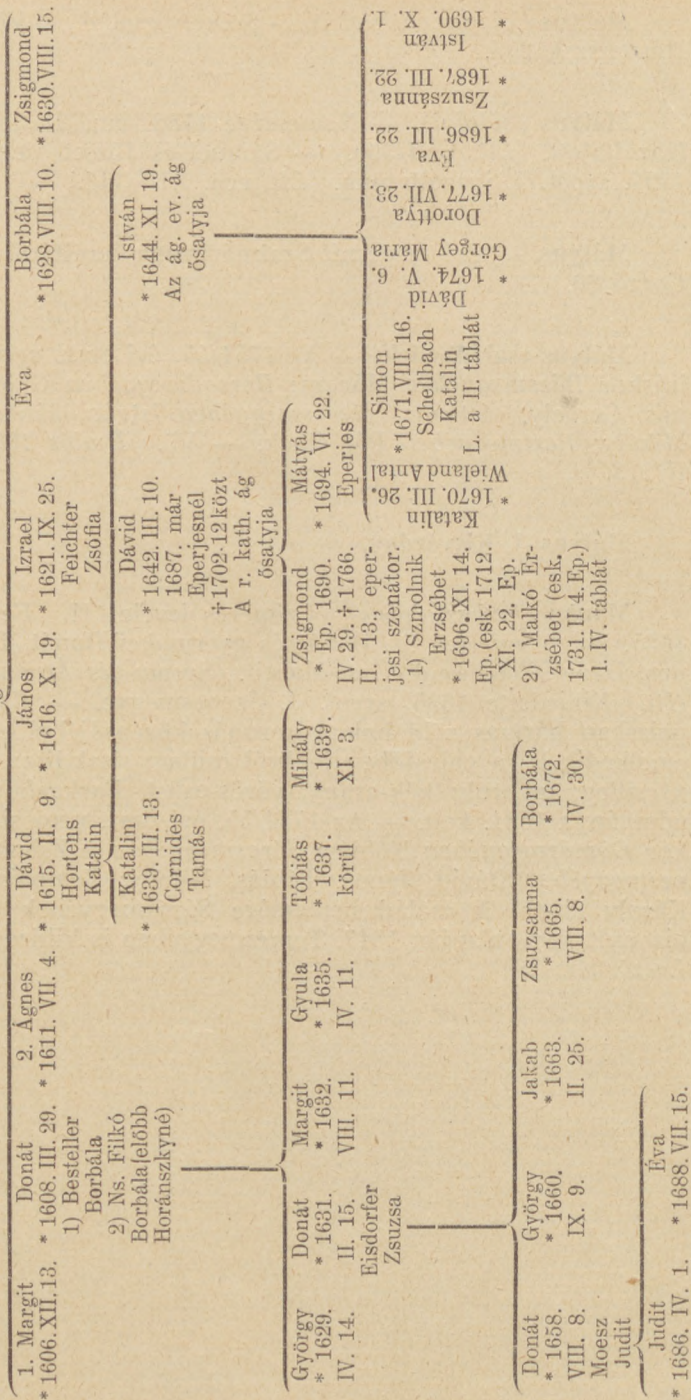 1. Margit
* 1606.XII.13.
Donát
* 1608. III. 29.
1) Besteller
Borbála
2) Ns. Filkó
Borbála(előbb
Horánszkyné)
2. Ágnes
* 1611. VII. 4.
Dávid
* 1615. II. 9.
Hortens
Katalin
János
* 1616. X. 19.
Izrael
* 1621. IX. 25.
Feichter
Zsófia
Éva
Borbála
*1628.VIII.10.
Zsigmond
*1630.VIII.15.
Katalin
* 1639. III. 13.
Cornides
Tamás
Dávid
* 1642. III. 10.
1687. már
Eperjesnél
†1702-12 közt
A r. kath. ág
ősatyja
István
* 1644. XI. 19.
Az ág. ev. ág
ősatyja
György
* 1629.
IV. 14.
Donát
* 1631.
II. 15.
Eisdorfer
Zsuzsa
Margit
* 1632.
VIII. 11.
Gyula
* 1635.
IV. 11.
Tóbiás
* 1637.
körül
Mihály
* 1639.
XI. 3.
Zsigmond
* Ep. 1690.
IV. 29. † 1766.
II. 13., eper-
jesi szenátor.
1) Szmolnik
Erzsébet
* 1696. XI. 14.
Ep.(esk. 1712.
XI. 22. Ep.
2) Malkó Er-
zsébet (esk.
1731. II. 4. Ep.)
l. IV. táblát
Mátyás
* 1694. VI. 22.
Eperjes
Katalin
* 1670. III. 26.
Wieland Antal
Simon
*1671.VIII.16.
Schellbach
Katalin
L. a II. táblát
Dávid
* 1674. V. 6.
Görgey Mária
Dorottya
* 1677. VII. 23.
Éva
* 1686. III. 22.
Zsuzsánna
* 1687. III. 22.
István
* 1690. X. 1.
Donát
* 1658.
VIII. 8.
Moesz
Judit
György
* 1660.
IX. 9.
Jakab
* 1663.
II. 25.
Zsuzsanna
* 1665.
VIII. 8.
Borbála
* 1672.
IV. 30.
Judit
* 1686. IV. 1.
Éva
*1688.VII.15.